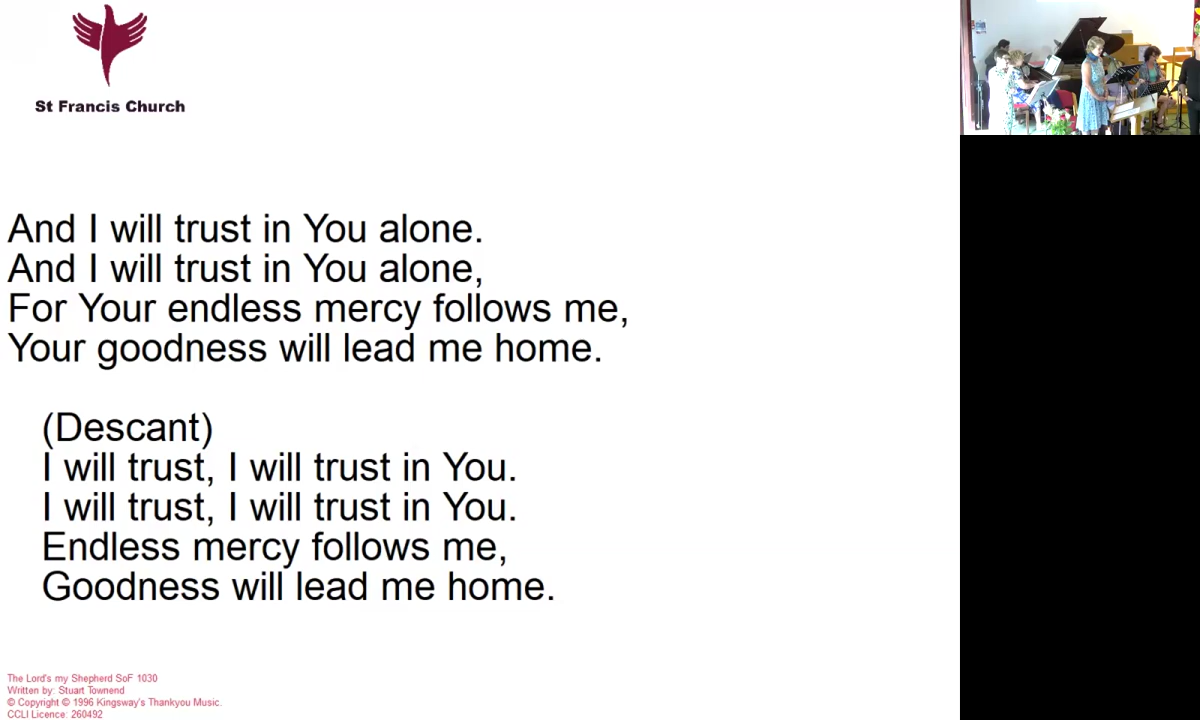 St Francis Church
And I will trust in You alone.
And I will trust in You alone,
For Your endless mercy follows me,
Your goodness will lead me home.
(Descant)
I will trust, I will trust in You.
I will trust, I will trust in You.
Endless mercy follows me,
Goodness will lead me home.
The Lord's my Shepherd SoF 1030
Written by: Stuart Townend
© Copyright © 1996 Kingsway's Thankyou Music.
CCLI Licence: 260492